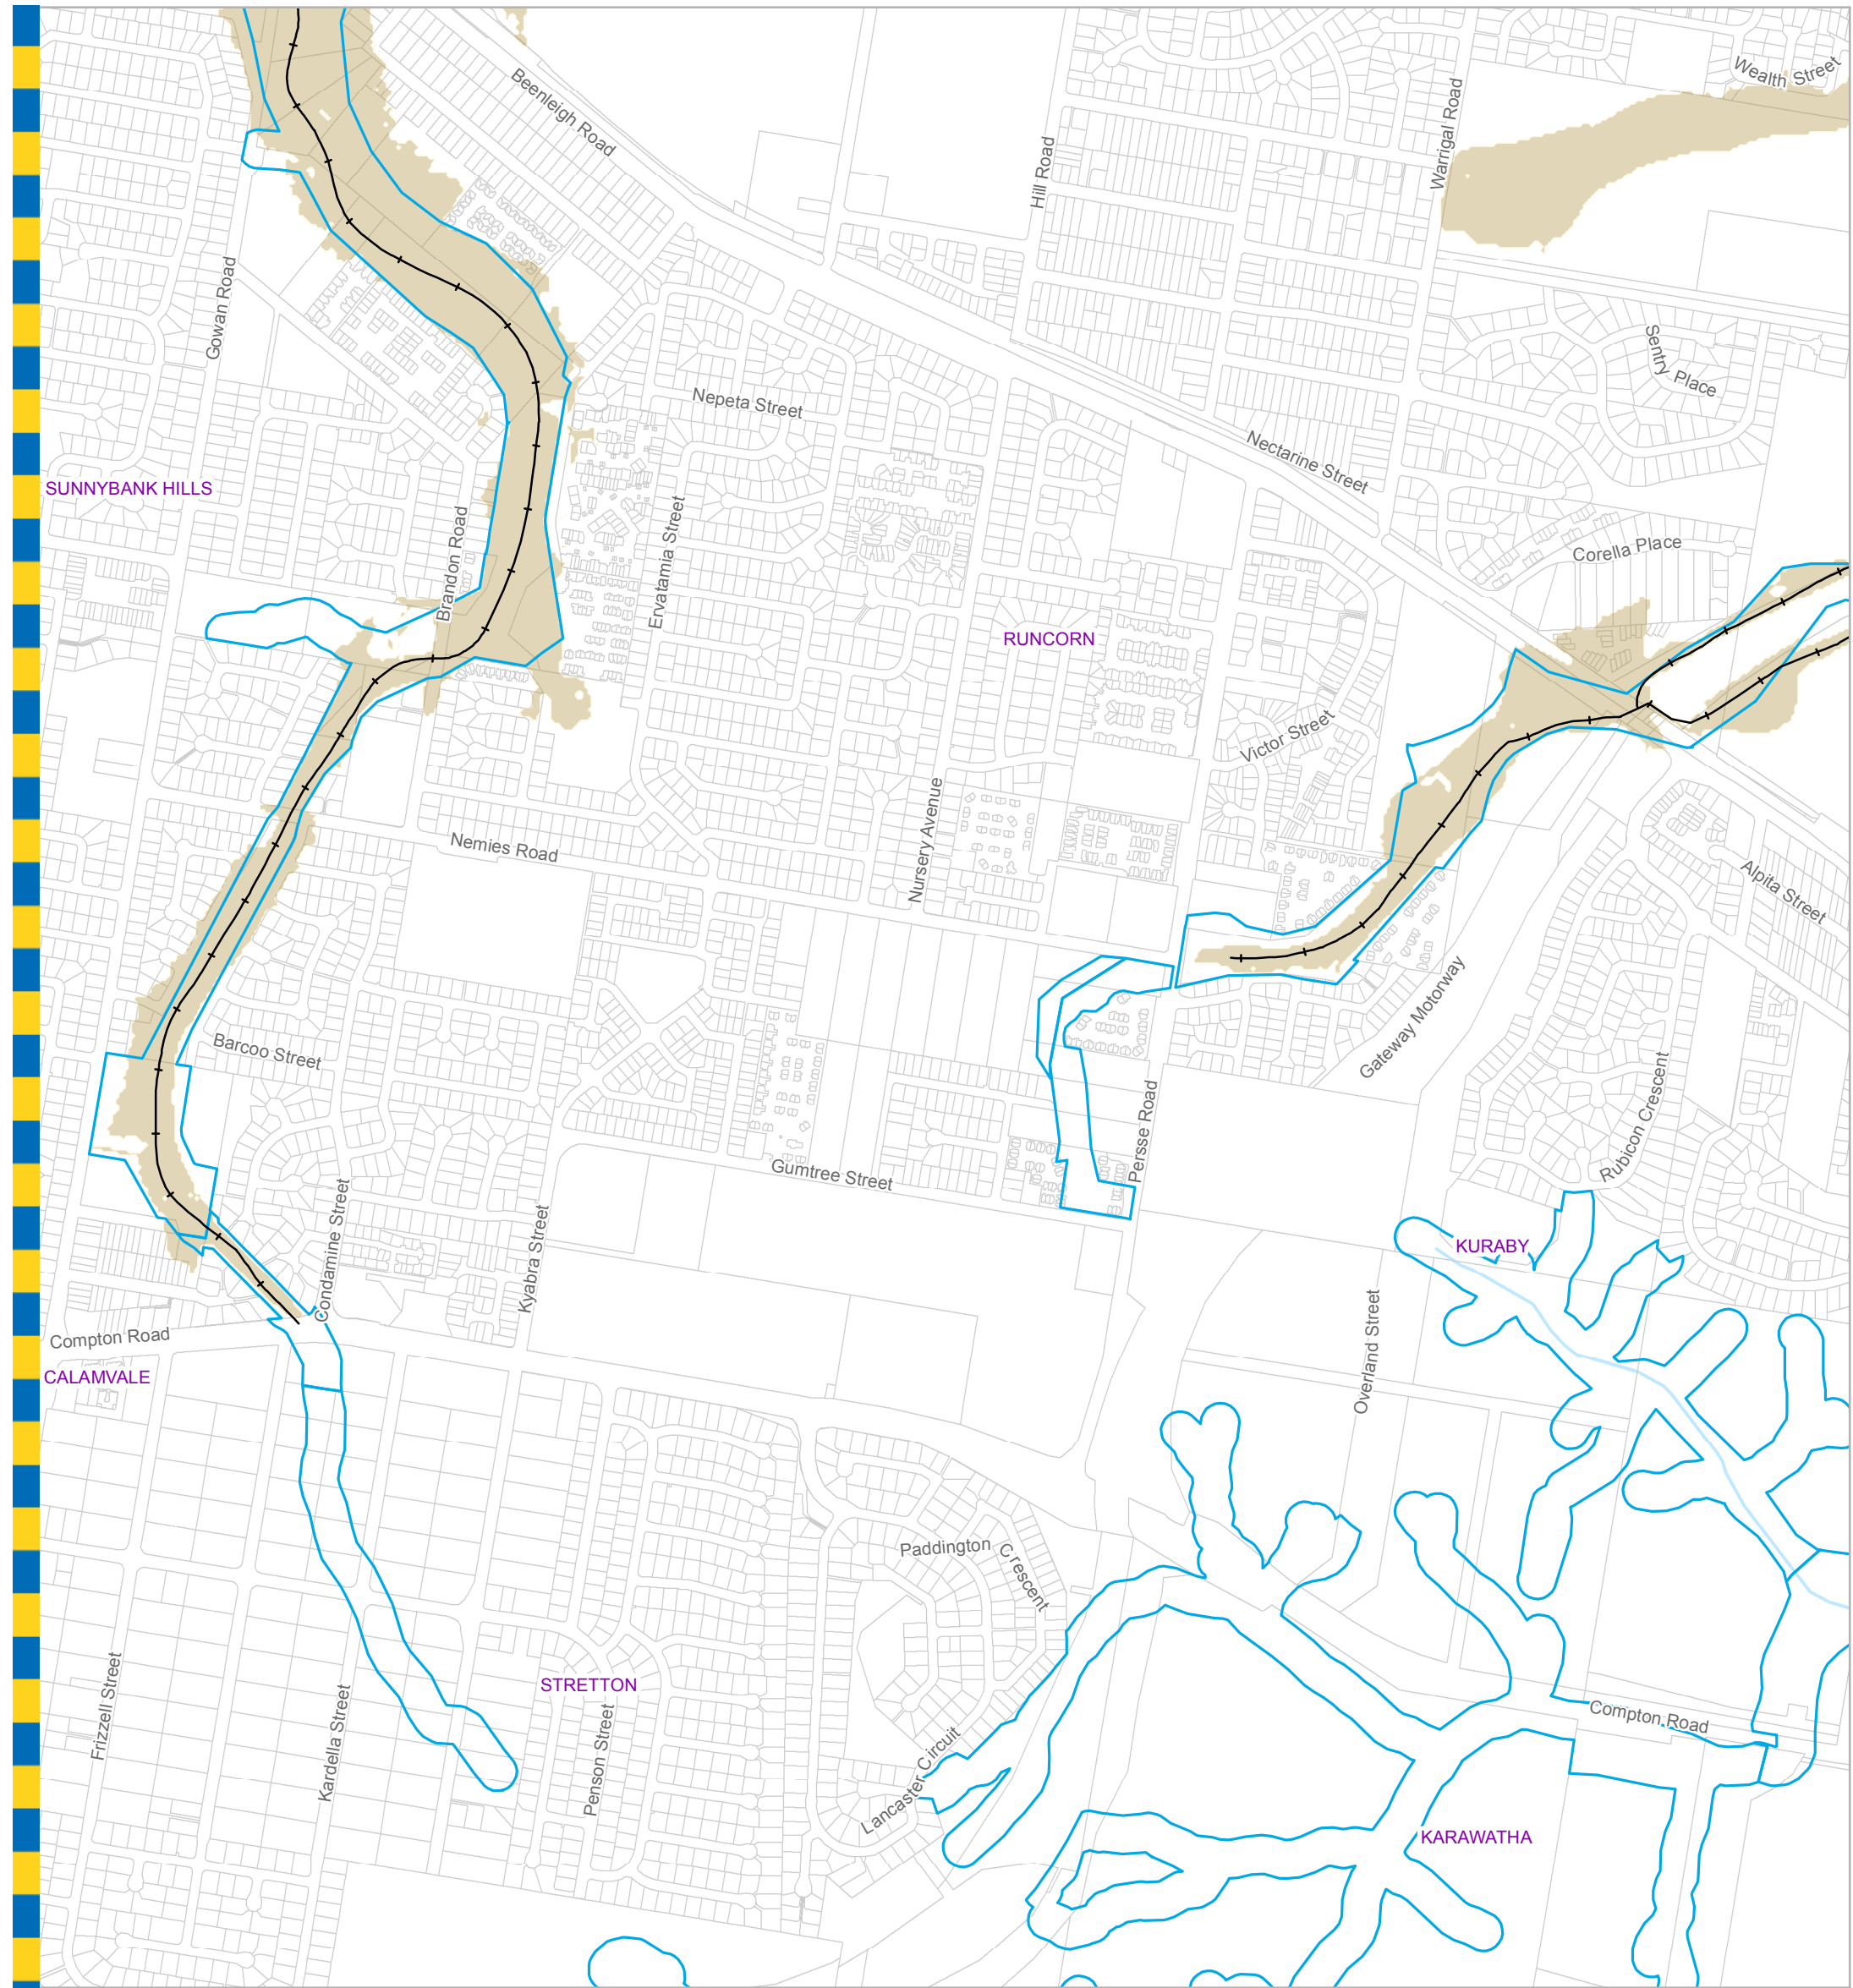 Wealth Street
Beenleigh Road
Warrigal Road
Hill Road
Gowan Road
Sentry Place
Nepeta Street
Nectarine Street
SUNNYBANK HILLS
Brandon Road
Ervatamia Street
Corella Place
RUNCORN
Victor Street
Nursery Avenue
Nemies Road
Alpita Street
Gateway Motorway
Barcoo Street
Rubicon Crescent
Persse Road
Gumtree Street
Condamine Street
Kyabra Street
KURABY
Overland Street
Compton Road
CALAMVALE
Paddington Crescent
Frizzell Street
STRETTON
Kardella Street
Penson Street
Compton Road
Lancaster Circuit
KARAWATHA